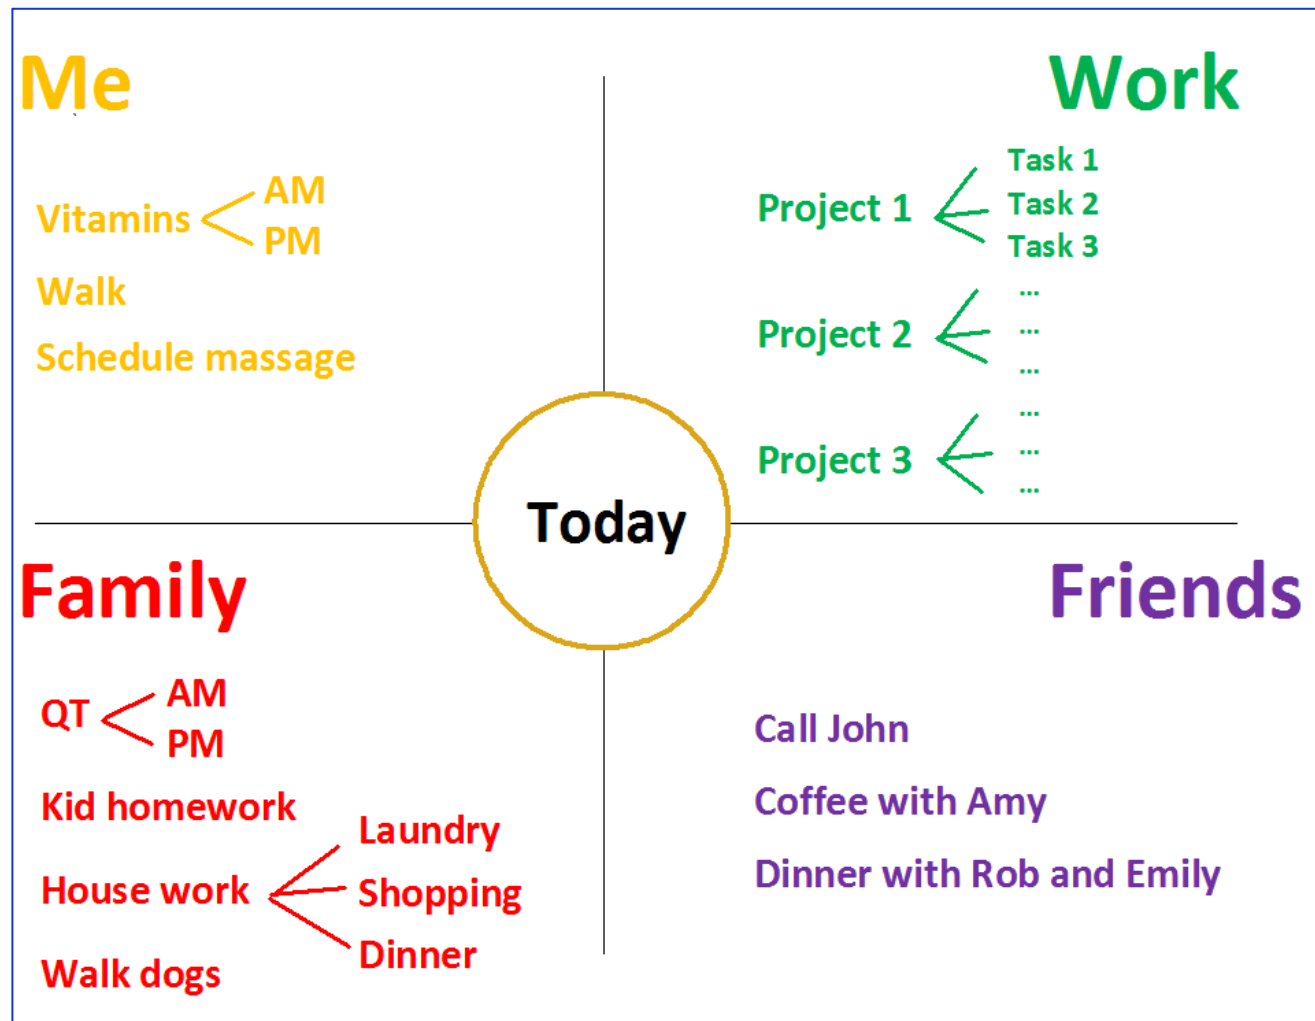 Me
Vitamins
AM
PM
Walk
Schedule massage
Work
Project 1
Task 1
Task 2
Task 3
Project 2
...
...
...
Project 3
...
...
...
Today
Family
QT
AM
PM
Kid homework
House work
Laundry
Shopping
Dinner
Walk dogs
Friends
Call John
Coffee with Amy
Dinner with Rob and Emily